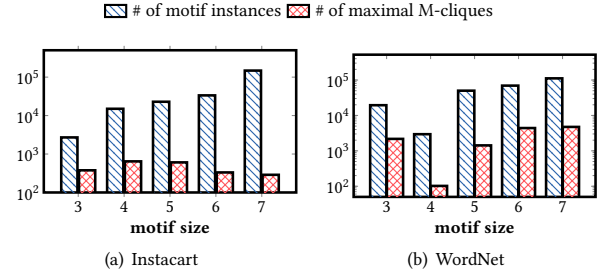 # of motif instances # of maximal M-cliques
10^5
10^4
10^3
10^2
3 4 5 6 7
motif size
(a) Instacart
10^5
10^4
10^3
10^2
3 4 5 6 7
motif size
(b) WordNet